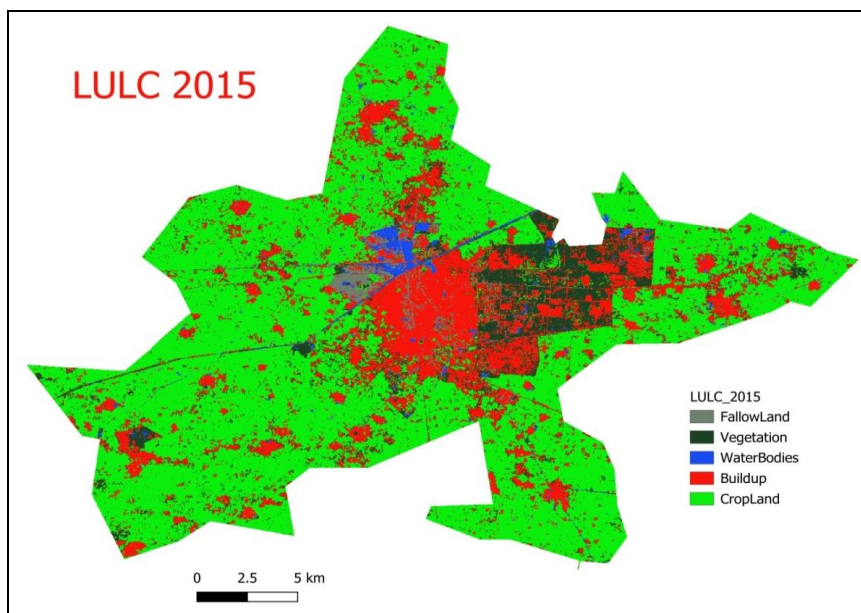 LULC 2015
LULC_2015
FallowLand
Vegetation
WaterBodies
Buildup
CropLand
0 2.5 5 km